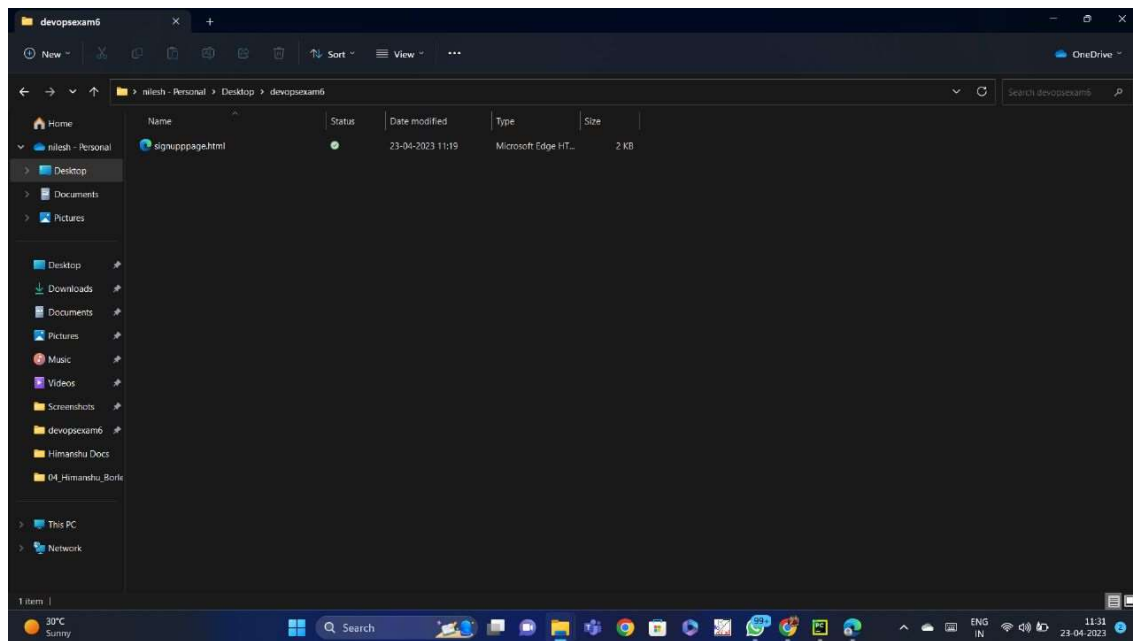 devopsexam6
New
Sort
View
OneDrive
nilesh - Personal > Desktop > devopsexam6
Search devopsexam6
Home
nilesh - Personal
Desktop
Documents
Pictures
Desktop
Downloads
Documents
Pictures
Music
Videos
Screenshots
devopsexam6
Himanshu Docs
04_Himanshu_Borle
This PC
Network
Name Status Date modified Type Size
signupppage.html 23-04-2023 11:19 Microsoft Edge HT... 2 KB
1 item
30°C
Sunny
Search
99+
ENG
IN
11:31
23-04-2023